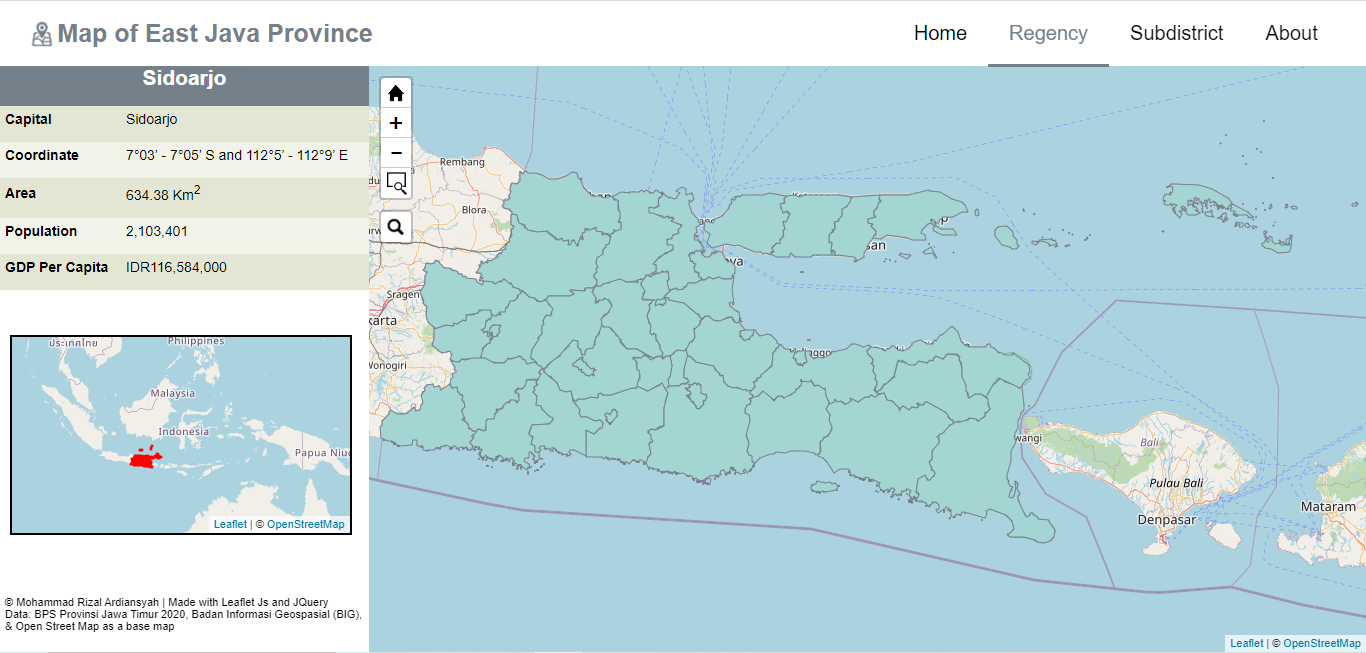 Map of East Java Province
Home
Regency
Subdistrict
About
Sidoarjo
Capital Sidoarjo
Coordinate 7°03' - 7°05' S and 112°5' - 112°9' E
Area 634.38 Km2
Population 2,103,401
GDP Per Capita IDR116,584,000
ประเทศไทย
Philippines
Malaysia
Indonesia
Papua Niu
Leaflet | © OpenStreetMap
© Mohammad Rizal Ardiansyah | Made with Leaflet Js and JQuery
Data: BPS Provinsi Jawa Timur 2020, Badan Informasi Geospasial (BIG),
& Open Street Map as a base map
+
−
Rembang
Blora
Sragen
karta
Wonogiri
san
ya
wangi
Bali
Pulau Bali
Denpasar
Mataram
Leaflet | © OpenStreetMap